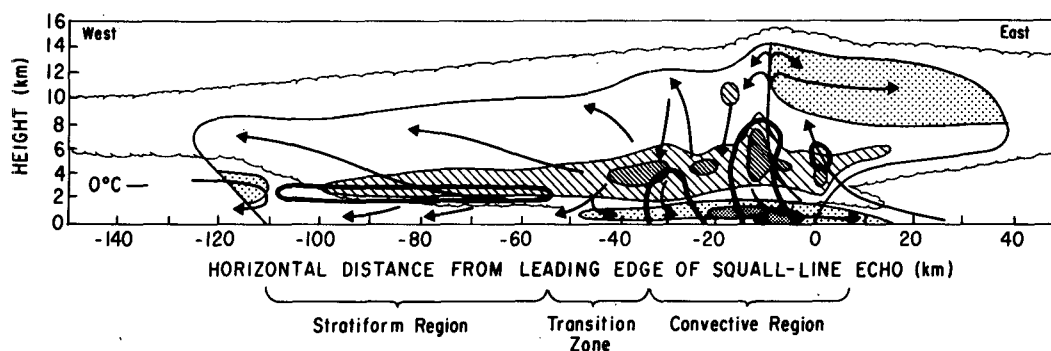 16
West
East
14
12
10
8
6
4
2
0
HEIGHT (km)
0°C
-140 -120 -100 -80 -60 -40 -20 0 20 40
HORIZONTAL DISTANCE FROM LEADING EDGE OF SQUALL-LINE ECHO (km)
Stratiform Region Transition Convective Region
Zone